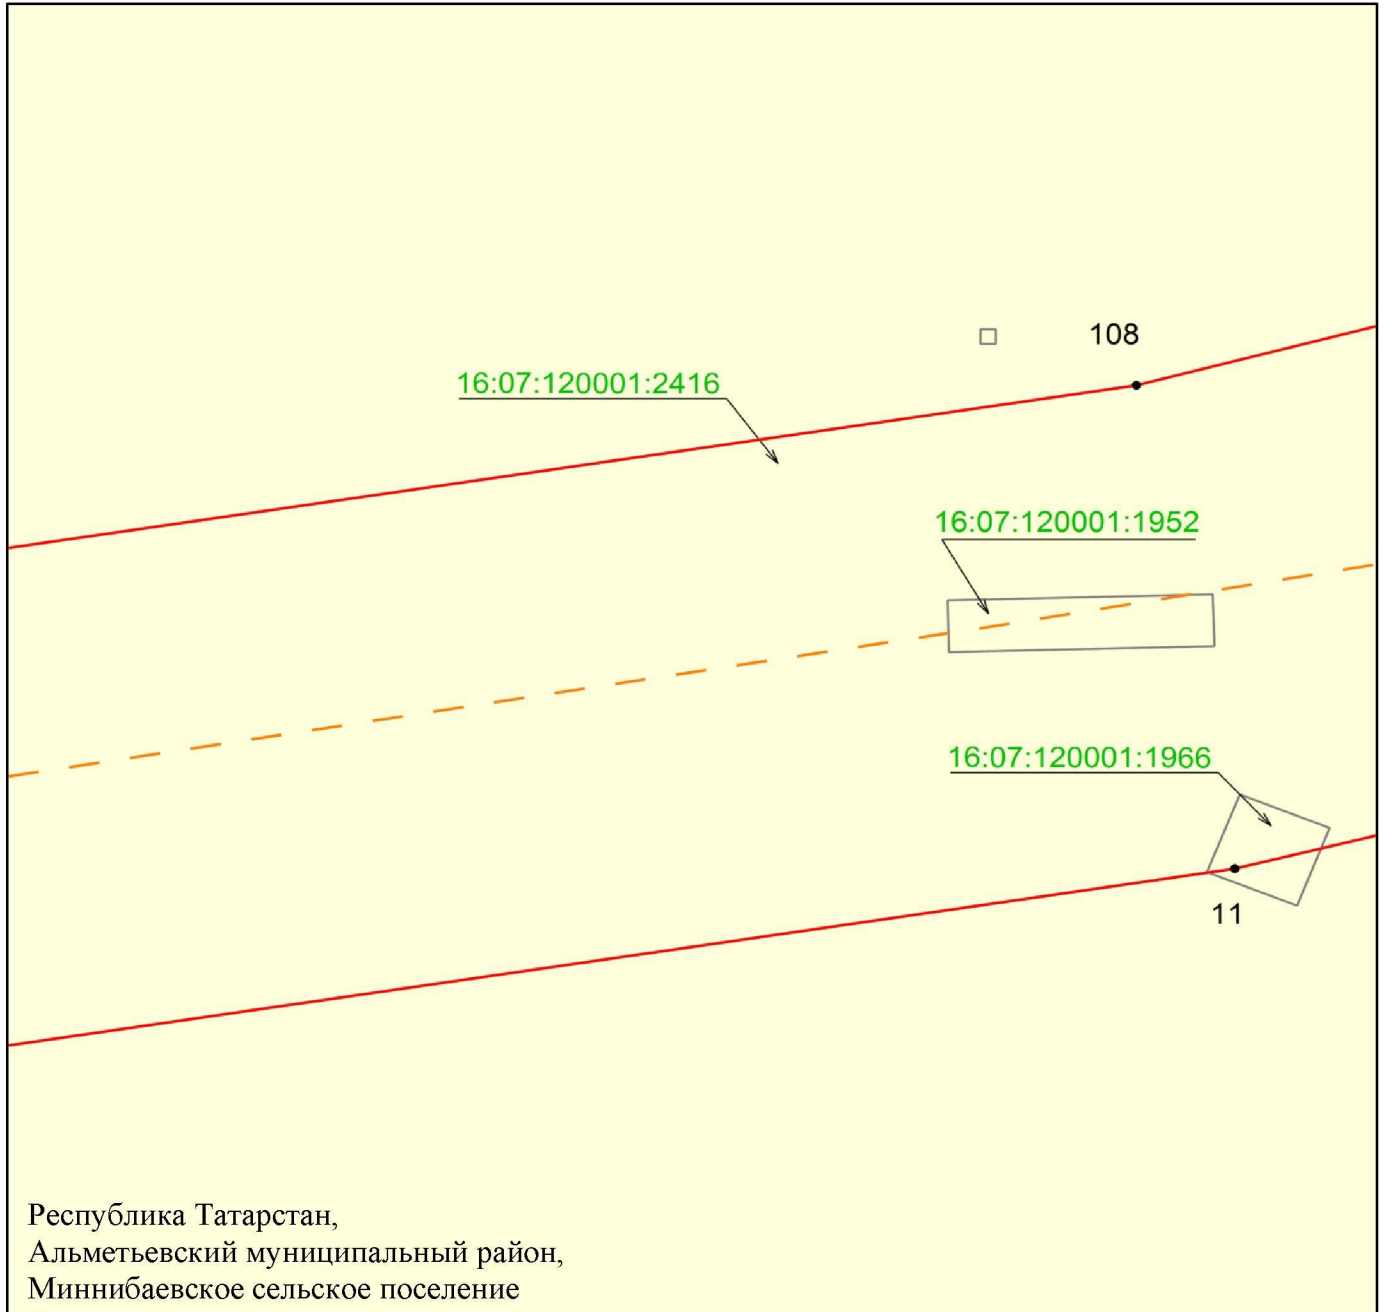 108
16:07:120001:2416
16:07:120001:1952
16:07:120001:1966
11
Республика Татарстан,
Альметьевский муниципальный район,
Миннибаевское сельское поселение